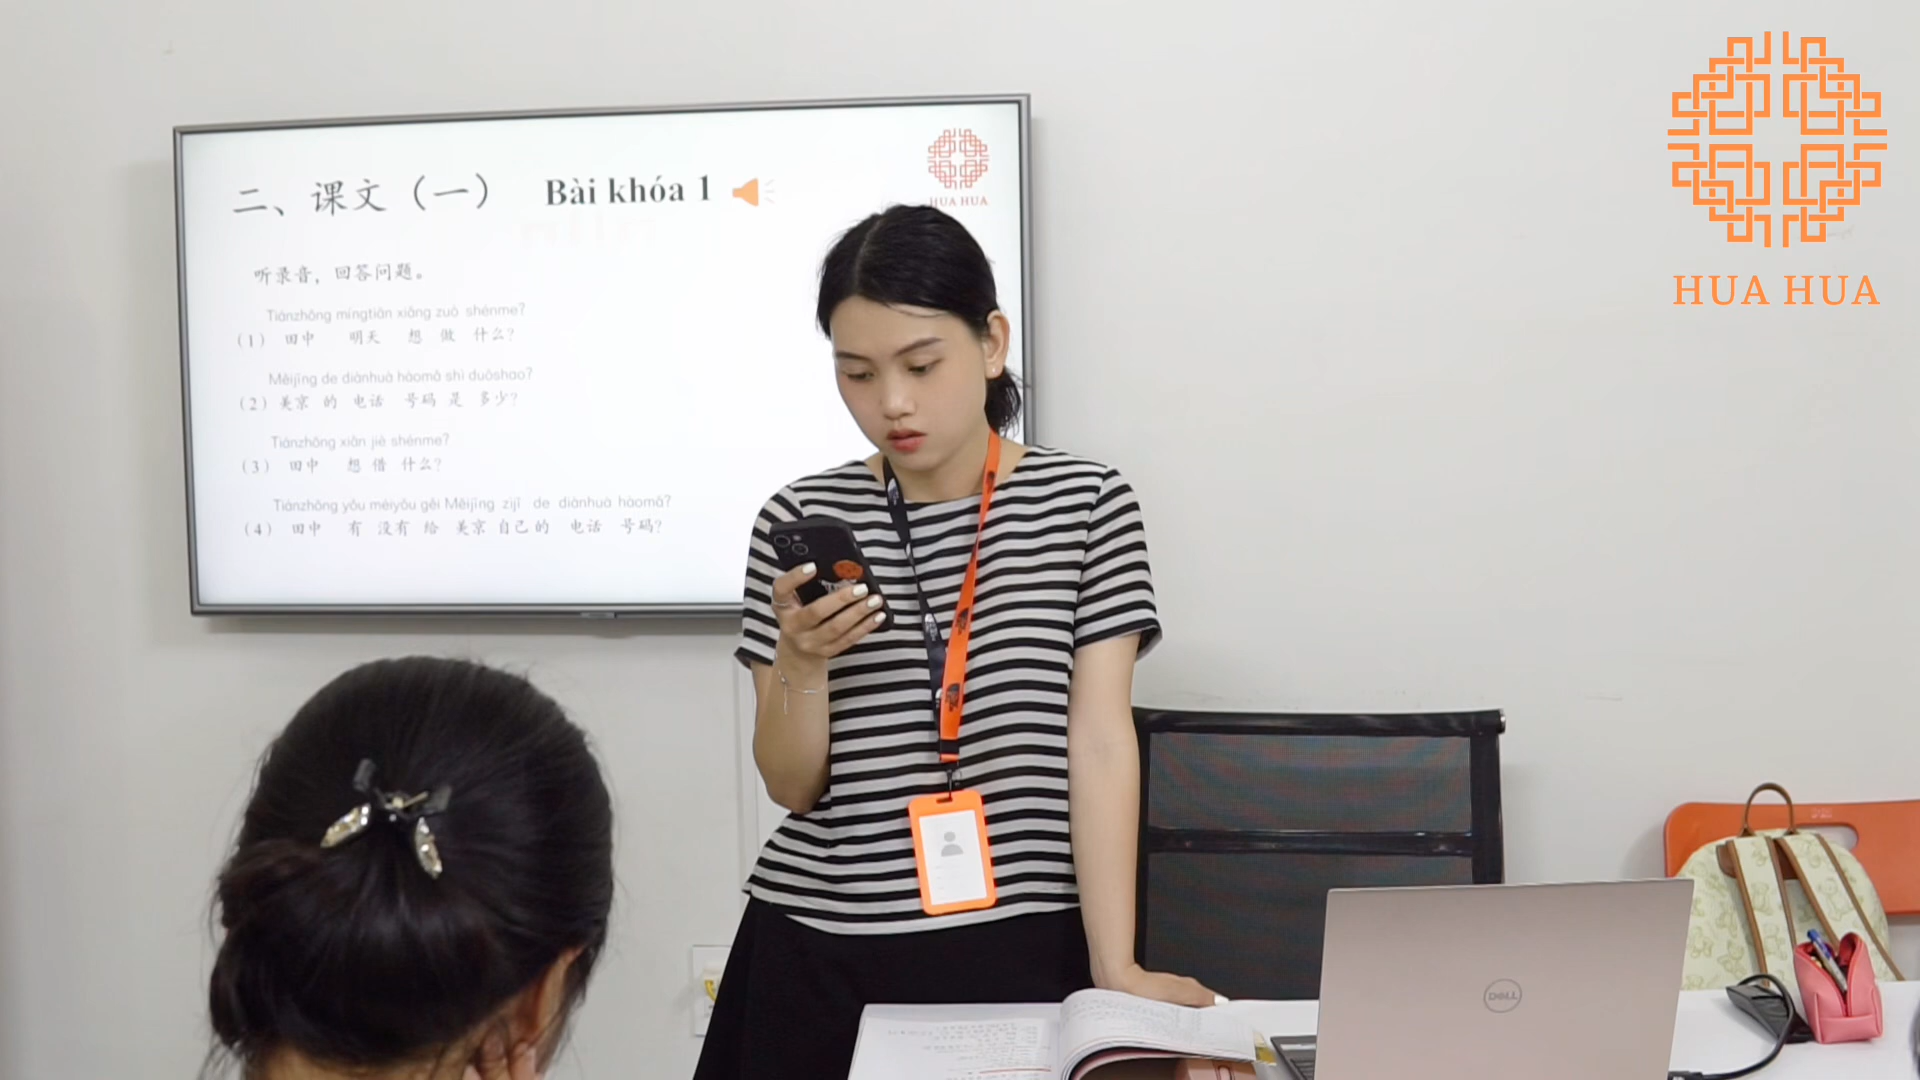 二、课文（一） Bài khóa 1
HUA HUA
听录音，回答问题。
Tiánzhōng míngtiān xiǎng zuò shénme?
（1） 田中 明天 想 做 什么？
Měijīng de diànhuà hàomǎ shì duōshao?
（2） 美京 的 电话 号码 是 多少？
Tiánzhōng xiǎng jiè shénme?
（3） 田中 想 借 什么？
Tiánzhōng yǒu méiyǒu gěi Měijīng zìjǐ de diànhuà hàomǎ?
（4） 田中 有 没有 给 美京 自己 的 电话 号码？
HUA HUA
DELL